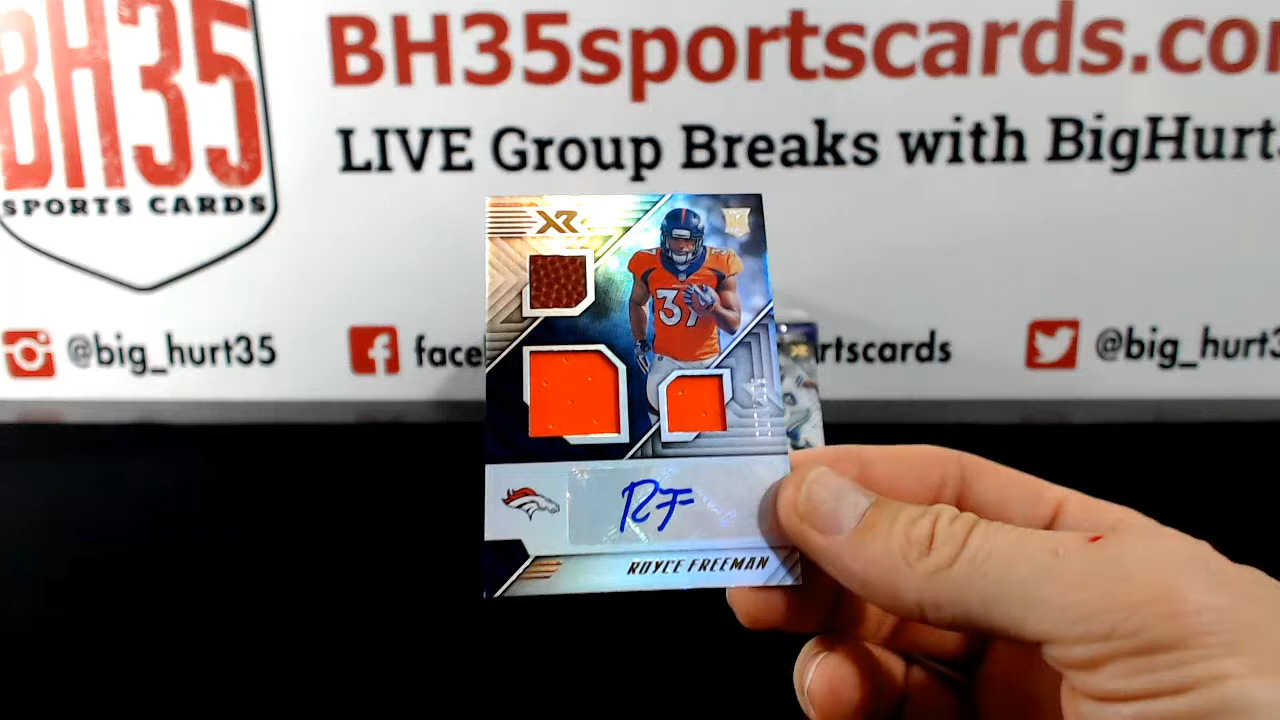 BH35
SPORTS CARDS
BH35sportscards.co
LIVE Group Breaks with BigHurt
@big_hurt35
face
rtscards
@big_hurt3
XR
RC
37
RF
ROYCE FREEMAN